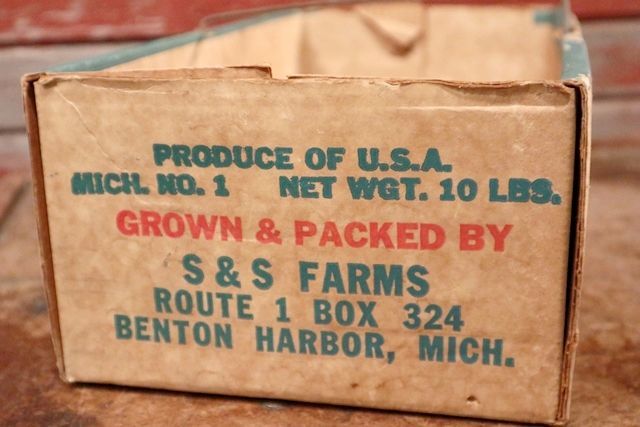 PRODUCE OF U.S.A.
MICH. NO. 1 NET WGT. 10 LBS.
GROWN & PACKED BY
S & S FARMS
ROUTE 1 BOX 324
BENTON HARBOR, MICH.